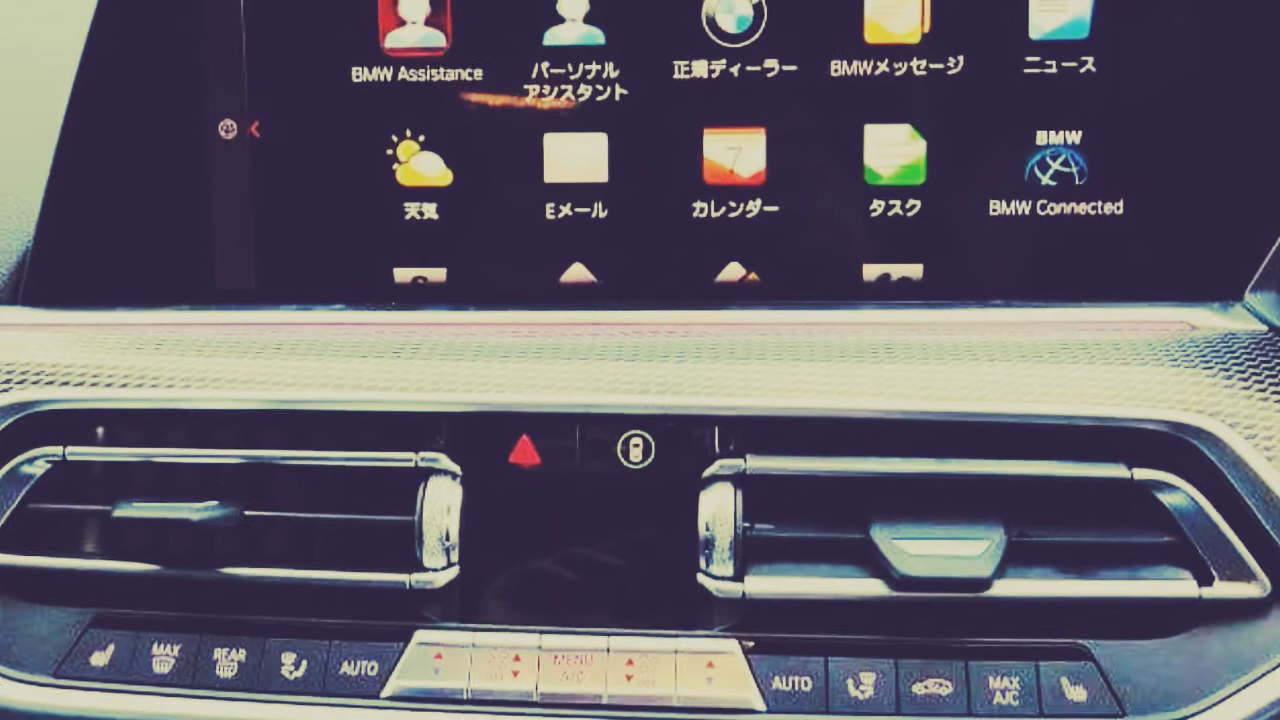 BMW Assistance
パーソナル
アシスタント
正規ディーラー
BMWメッセージ
ニュース
7
BMW
天気
Eメール
カレンダー
タスク
BMW Connected
MAX
REAR
AUTO
MENU
A/C
AUTO
MAX
A/C